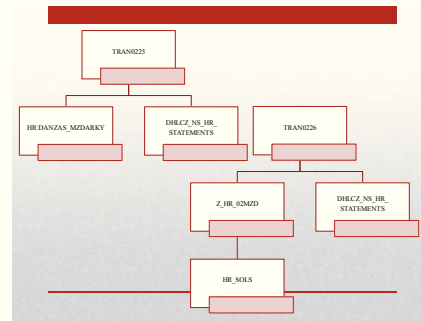 TRAN0225
HR:DANZAS_MZDARKY
DHLCZ_NS_HR_
STATEMENTS
TRAN0226
Z_HR_02MZD
DHLCZ_NS_HR_
STATEMENTS
HR_SOLS